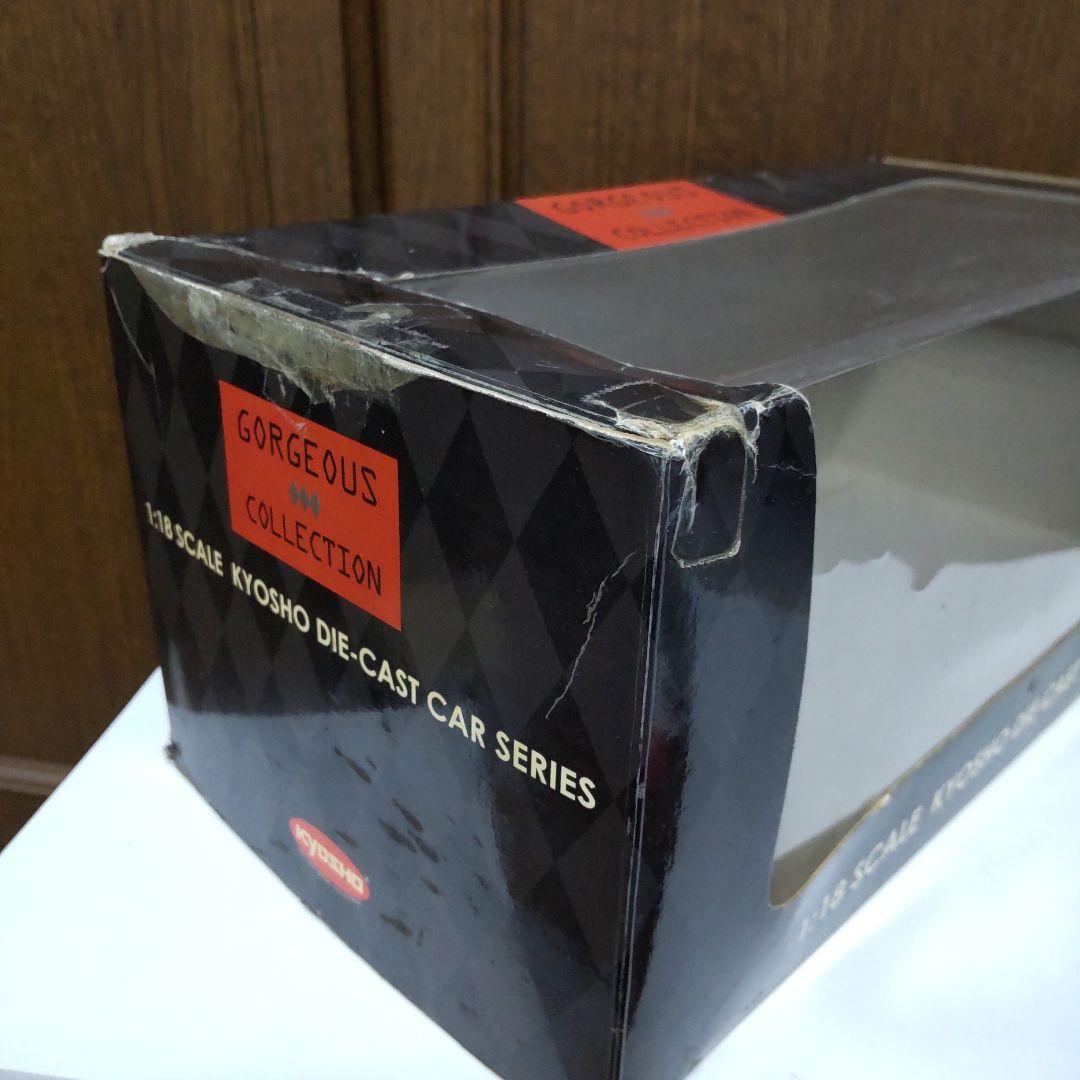 GORGEOUS
COLLECTION
GORGEOUS
COLLECTION
1:18 SCALE KYOSHO DIE-CAST CAR SERIES
KYOSHO
1:18 SCALE KYOSHO DIE-CAST